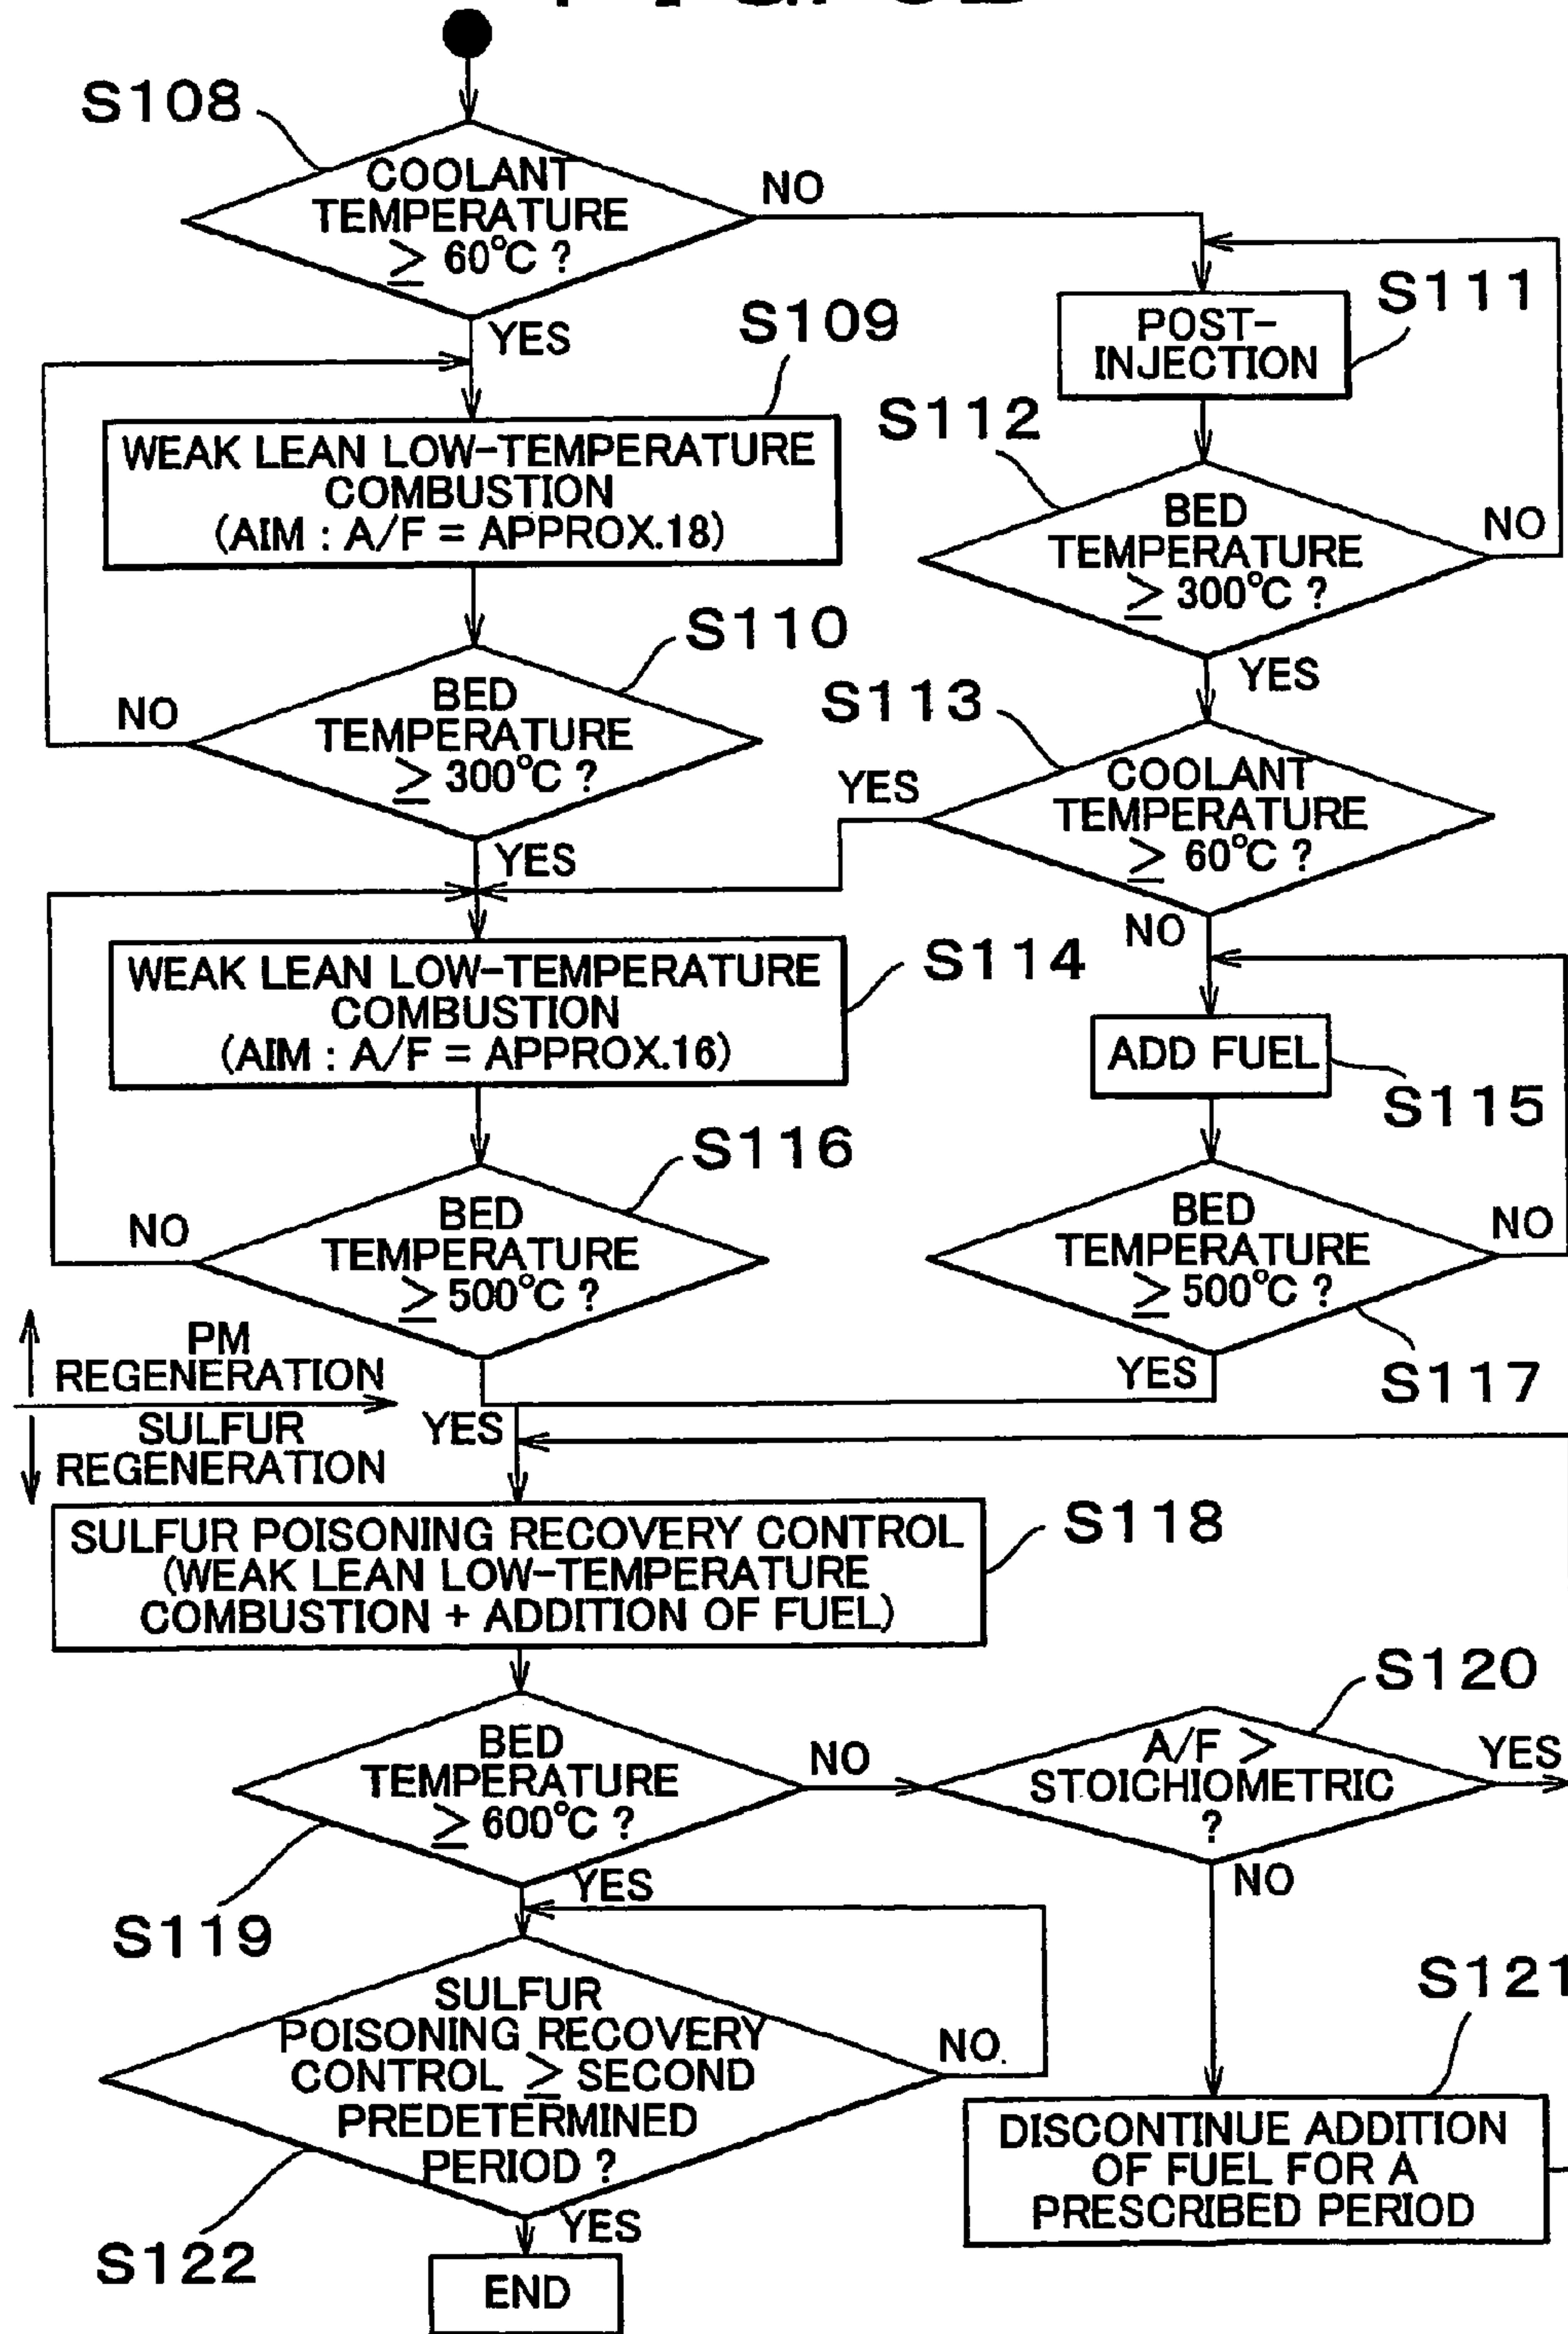 S108
COOLANT
TEMPERATURE
≥ 60°C ?
NO
YES
S109
WEAK LEAN LOW-TEMPERATURE
COMBUSTION
(AIM : A/F = APPROX.18)
S110
BED
TEMPERATURE
≥ 300°C ?
NO
YES
S111
POST-
INJECTION
S112
BED
TEMPERATURE
≥ 300°C ?
NO
YES
S113
COOLANT
TEMPERATURE
≥ 60°C ?
YES
NO
WEAK LEAN LOW-TEMPERATURE
COMBUSTION
(AIM : A/F = APPROX.16)
S114
ADD FUEL
S115
S116
BED
TEMPERATURE
≥ 500°C ?
NO
YES
BED
TEMPERATURE
≥ 500°C ?
NO
YES
S117
PM
REGENERATION
SULFUR
REGENERATION
SULFUR POISONING RECOVERY CONTROL
(WEAK LEAN LOW-TEMPERATURE
COMBUSTION + ADDITION OF FUEL)
S118
BED
TEMPERATURE
≥ 600°C ?
NO
YES
S119
S120
A/F >
STOICHIOMETRIC
?
YES
NO
S121
DISCONTINUE ADDITION
OF FUEL FOR A
PRESCRIBED PERIOD
SULFUR
POISONING RECOVERY
CONTROL ≥ SECOND
PREDETERMINED
PERIOD ?
NO.
YES
S122
END